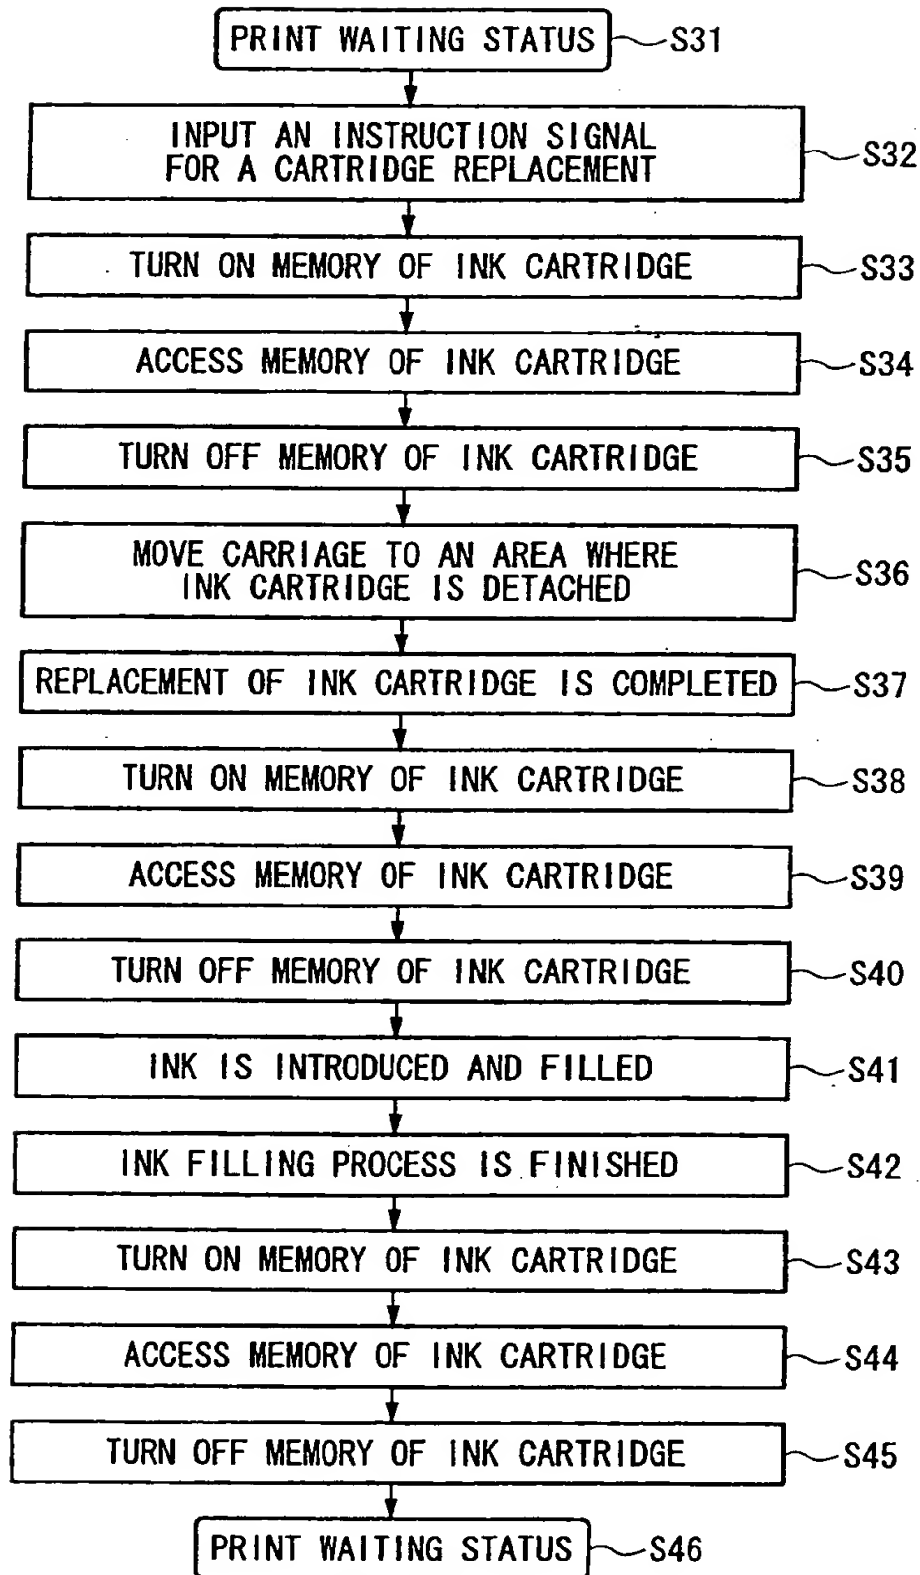 PRINT WAITING STATUS S31
INPUT AN INSTRUCTION SIGNAL
FOR A CARTRIDGE REPLACEMENT S32
TURN ON MEMORY OF INK CARTRIDGE S33
ACCESS MEMORY OF INK CARTRIDGE S34
TURN OFF MEMORY OF INK CARTRIDGE S35
MOVE CARRIAGE TO AN AREA WHERE
INK CARTRIDGE IS DETACHED S36
REPLACEMENT OF INK CARTRIDGE IS COMPLETED S37
TURN ON MEMORY OF INK CARTRIDGE S38
ACCESS MEMORY OF INK CARTRIDGE S39
TURN OFF MEMORY OF INK CARTRIDGE S40
INK IS INTRODUCED AND FILLED S41
INK FILLING PROCESS IS FINISHED S42
TURN ON MEMORY OF INK CARTRIDGE S43
ACCESS MEMORY OF INK CARTRIDGE S44
TURN OFF MEMORY OF INK CARTRIDGE S45
PRINT WAITING STATUS S46